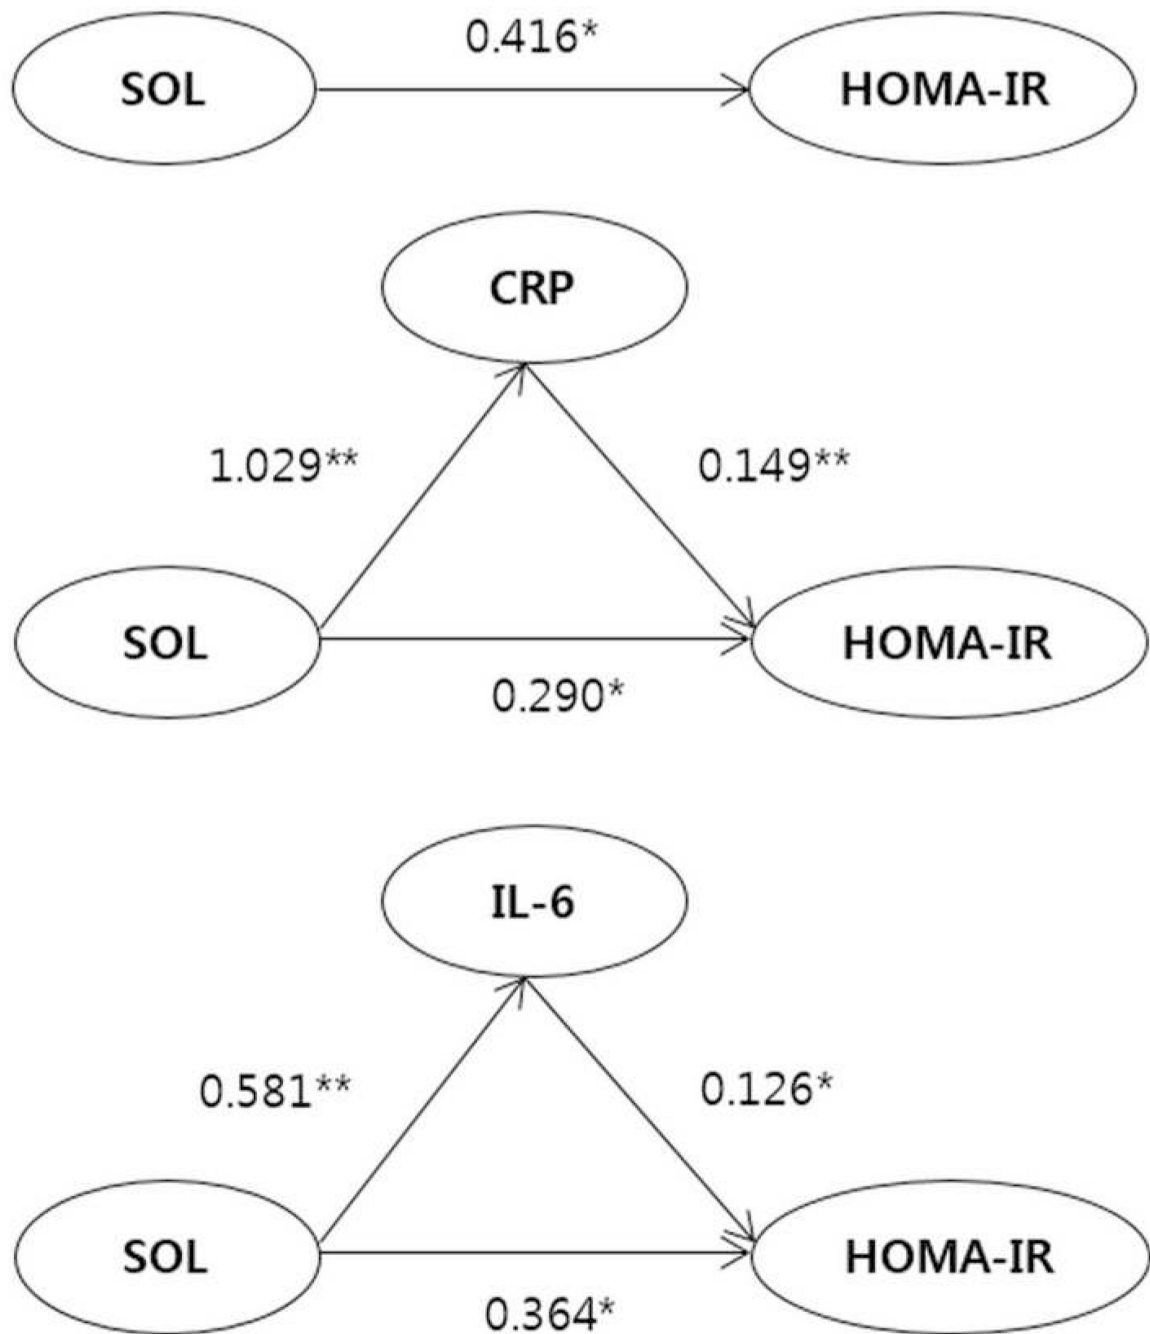 0.416*
SOL
HOMA-IR
CRP
1.029**
0.149**
SOL
HOMA-IR
0.290*
IL-6
0.581**
0.126*
SOL
HOMA-IR
0.364*